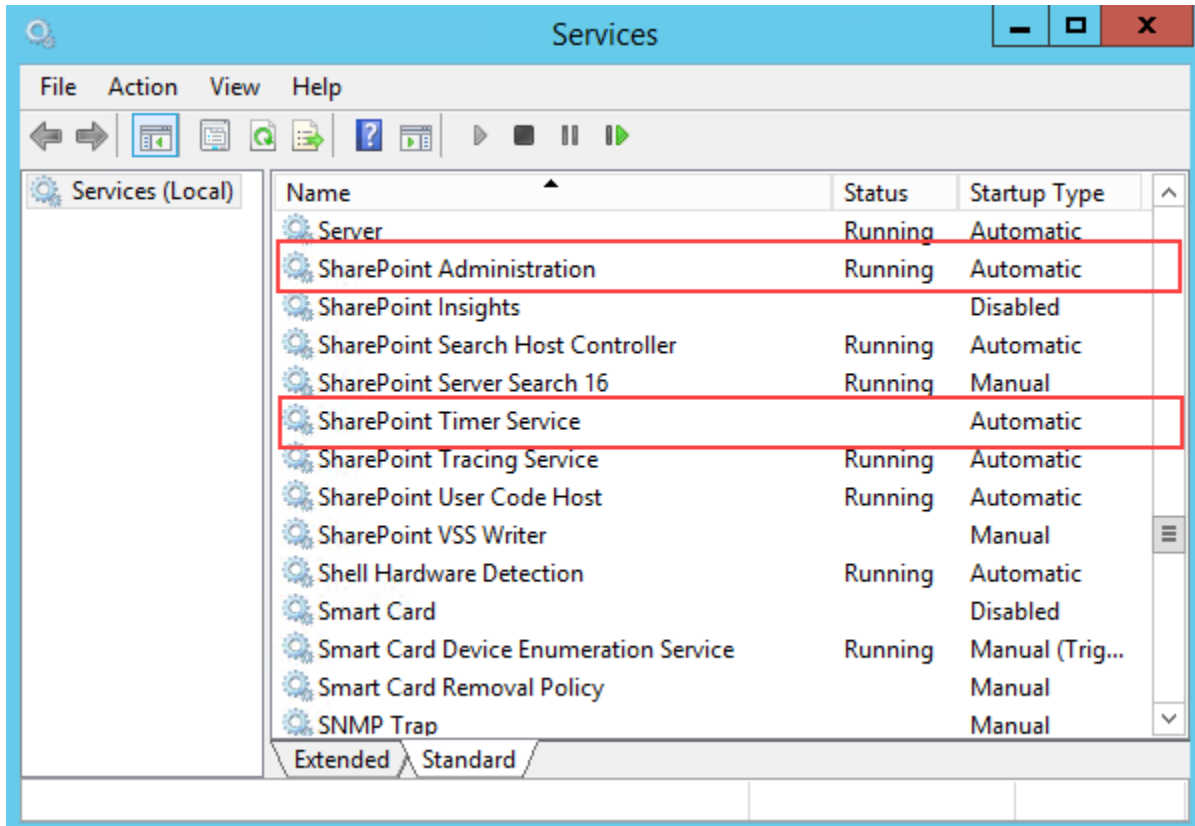 Services
File Action View Help
Services (Local)
Name Status Startup Type
Server Running Automatic
SharePoint Administration Running Automatic
SharePoint Insights Disabled
SharePoint Search Host Controller Running Automatic
SharePoint Server Search 16 Running Manual
SharePoint Timer Service Automatic
SharePoint Tracing Service Running Automatic
SharePoint User Code Host Running Automatic
SharePoint VSS Writer Manual
Shell Hardware Detection Running Automatic
Smart Card Disabled
Smart Card Device Enumeration Service Running Manual (Trig...
Smart Card Removal Policy Manual
SNMP Trap Manual
Extended Standard